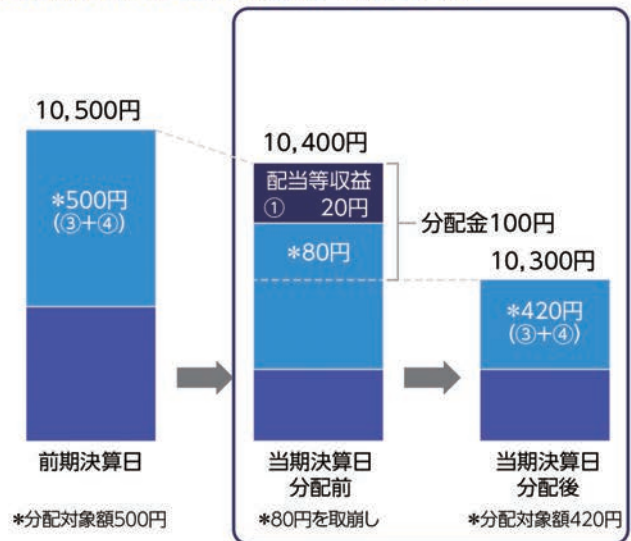 10,500円
*500円
(③+④)
前期決算日
*分配対象額500円
10,400円
配当等収益
① 20円
*80円
分配金100円
当期決算日
分配前
*80円を取崩し
10,300円
*420円
(③+④)
当期決算日
分配後
*分配対象額420円